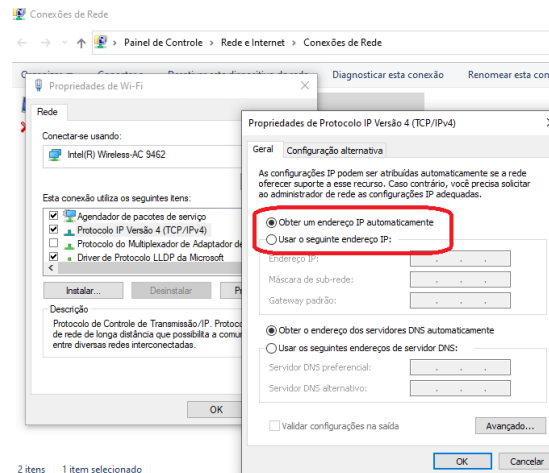 Conexões de Rede
Painel de Controle > Rede e Internet > Conexões de Rede
Diagnosticar esta conexão Renomear esta con
Propriedades de Wi-Fi
Rede
Conectar-se usando:
Intel(R) Wireless-AC 9462
Esta conexão utiliza os seguintes itens:
Agendador de pacotes de serviço
Protocolo IP Versão 4 (TCP/IPv4)
Protocolo do Multiplexador de Adaptador de
Driver de Protocolo LLDP da Microsoft
Instalar... Desinstalar P
Descrição
Protocolo de Controle de Transmissão/IP. Protoco
de rede de longa distância que possibilita a comu
entre diversas redes interconectadas.
OK
Propriedades de Protocolo IP Versão 4 (TCP/IPv4)
Geral Configuração alternativa
As configurações IP podem ser atribuídas automaticamente se a rede
oferecer suporte a esse recurso. Caso contrário, você precisa solicitar
ao administrador de rede as configurações IP adequadas.
Obter um endereço IP automaticamente
Usar o seguinte endereço IP:
Endereço IP:
Máscara de sub-rede:
Gateway padrão:
Obter o endereço dos servidores DNS automaticamente
Usar os seguintes endereços de servidor DNS:
Servidor DNS preferencial:
Servidor DNS alternativo:
Validar configurações na saída Avançado...
OK Cancelar
2 itens 1 item selecionado